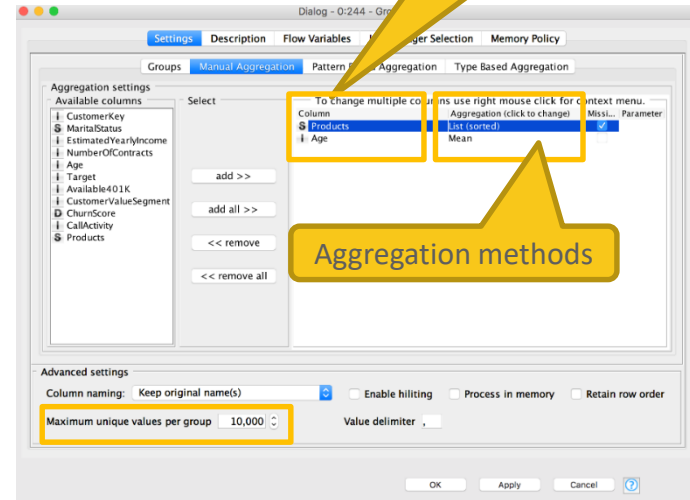 Dialog - 0:244 - Gro
Settings Description Flow Variables ger Selection Memory Policy
Groups Manual Aggregation Pattern Aggregation Type Based Aggregation
Aggregation settings
Available columns Select To change multiple columns use right mouse click for context menu.
Column Aggregation (click to change) Missi... Parameter
S Products List (sorted)
I Age Mean
I CustomerKey
S MaritalStatus
I EstimatedYearlyIncome
I NumberOfContracts
I Age
I Target
I Available401K
I CustomerValueSegment
D ChurnScore
I CallActivity
S Products
add >>
add all >>
<< remove
<< remove all
Aggregation methods
Advanced settings
Column naming: Keep original name(s) Enable hiliting Process in memory Retain row order
Maximum unique values per group 10,000 Value delimiter ,
OK Apply Cancel ?